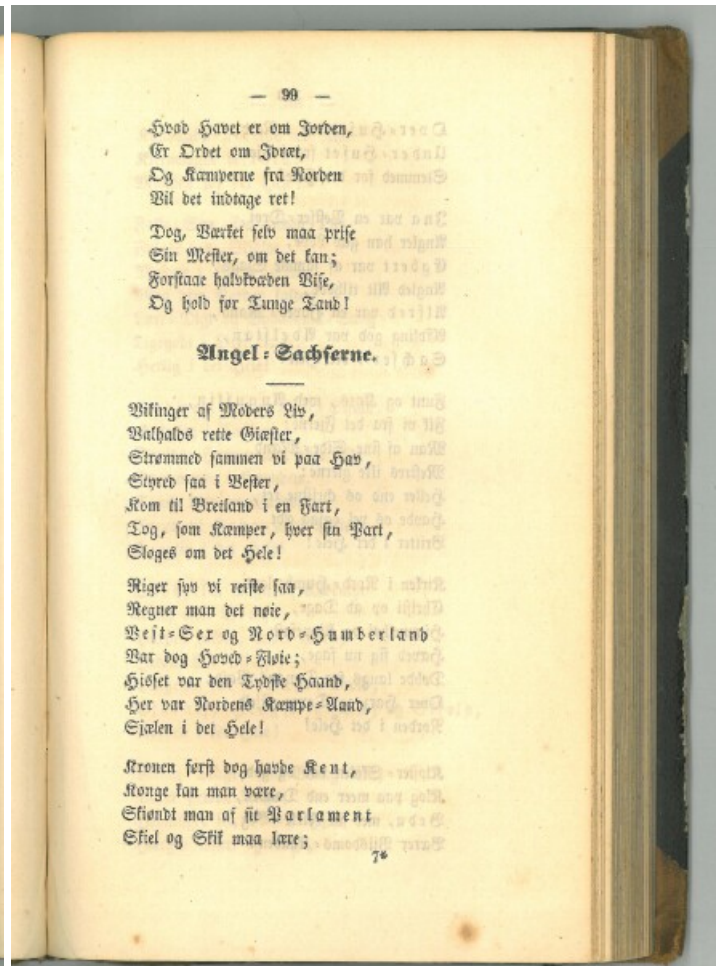 — 99 —
Hvad Havet er om Jorden,
Er Ordet om Idræt,
Og Kæmperne fra Norden
Vil det indtage ret!
Dog, Værket selv maa prise
Sin Mester, om det kan;
Forstaae halvkvæden Vise,
Og hold for Tunge Tand!
Angel-Sachserne.
Vikinger af Moders Liv,
Valhalds rette Giæster,
Strømmed sammen vi paa Hav,
Styred saa i Vester,
Kom til Bretland i en Fart,
Tog, som Kæmper, hver sin Part,
Sloges om det Hele!
Riger syv vi reiste saa,
Regner man det nøie,
Vest-Sex og Nord-Humberland
Var dog Hoved-Fløie;
Hisset var den Tydske Haand,
Her var Nordens Kæmpe-Aand,
Sjælen i det Hele!
Kronen først dog havde Kent,
Konge kan man være,
Skiøndt man af sit Parlament
Skiel og Skik maa lære;
7*